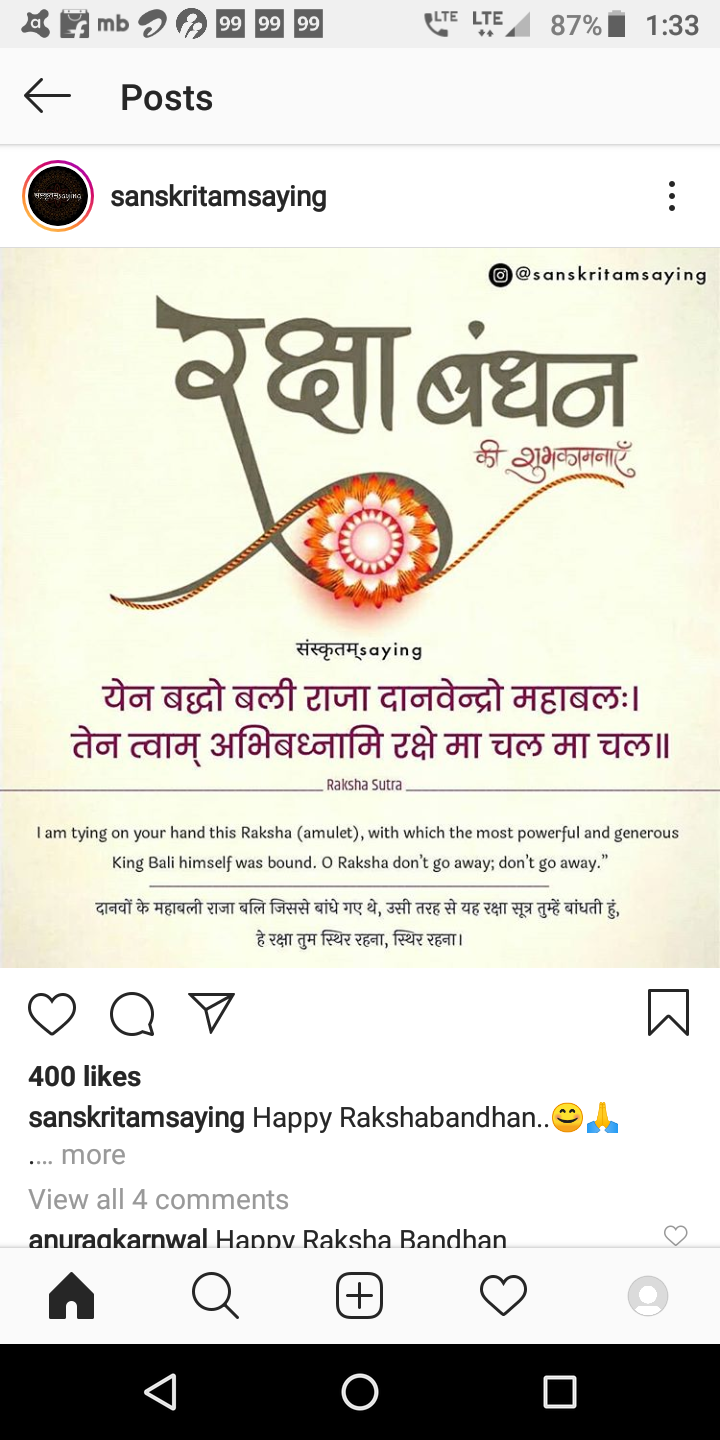 mb 99 99 99 LTE LTE 87% 1:33
Posts
संस्कृतम्saying
sanskritamsaying
@sanskritamsaying
रक्षा बंधन
की शुभकामनाएँ
संस्कृतम्saying
येन बद्धो बली राजा दानवेन्द्रो महाबलः।
तेन त्वाम् अभिबध्नामि रक्षे मा चल मा चल॥
Raksha Sutra
I am tying on your hand this Raksha (amulet), with which the most powerful and generous
King Bali himself was bound. O Raksha don't go away; don't go away.”
दानवों के महाबली राजा बलि जिससे बांधे गए थे, उसी तरह से यह रक्षा सूत्र तुम्हें बांधती हुं,
हे रक्षा तुम स्थिर रहना, स्थिर रहना।
400 likes
sanskritamsaying Happy Rakshabandhan..😊🙏
.... more
View all 4 comments
anuragkarnwal Happy Raksha Bandhan